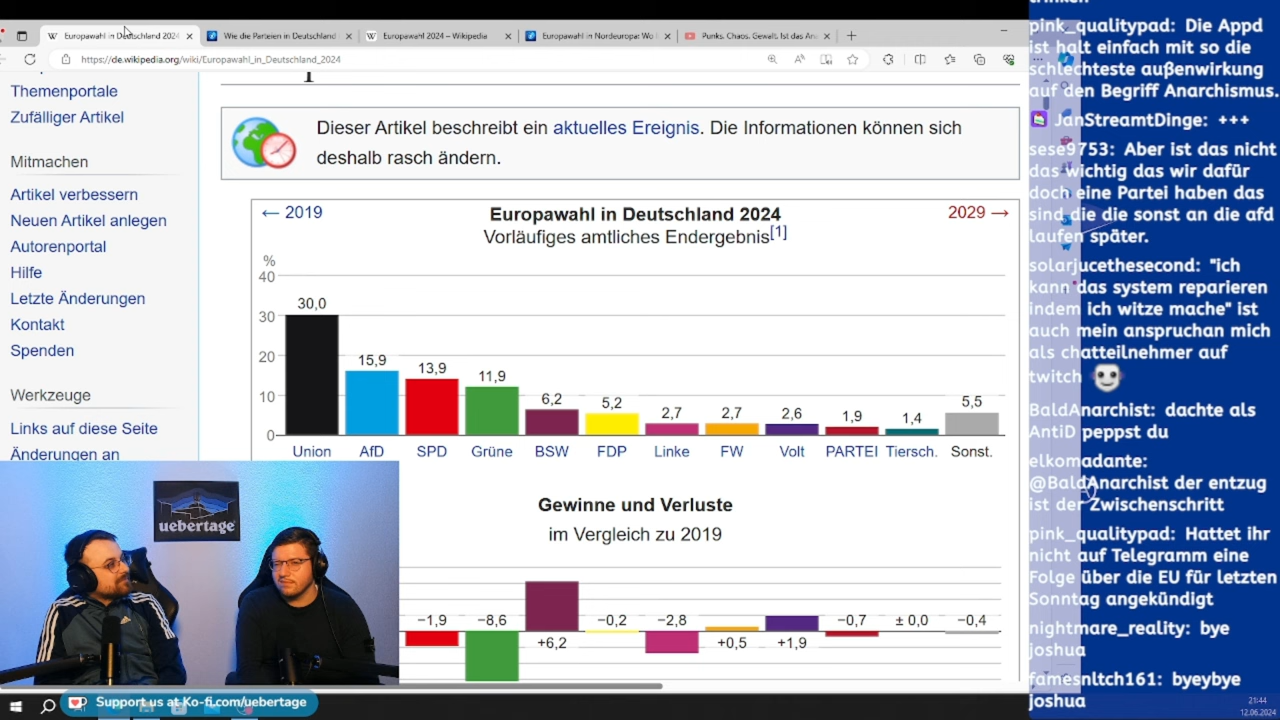 Europawahl in Deutschland 2024
Wie die Parteien in Deutschland
Europawahl 2024 – Wikipedia
Europawahl in Nordeuropa: Wo
Punks. Chaos. Gewalt. Ist das An
https://de.wikipedia.org/wiki/Europawahl_in_Deutschland_2024
Themenportale
Zufälliger Artikel
Mitmachen
Artikel verbessern
Neuen Artikel anlegen
Autorenportal
Hilfe
Letzte Änderungen
Kontakt
Spenden
Werkzeuge
Links auf diese Seite
Änderungen an
Dieser Artikel beschreibt ein aktuelles Ereignis. Die Informationen können sich
deshalb rasch ändern.
← 2019
Europawahl in Deutschland 2024
2029 →
Vorläufiges amtliches Endergebnis[1]
%
40
30
20
10
0
30,0
15,9
13,9
11,9
6,2
5,2
2,7
2,7
2,6
1,9
1,4
5,5
Union AfD SPD Grüne BSW FDP Linke FW Volt PARTEI Tiersch. Sonst.
Gewinne und Verluste
im Vergleich zu 2019
−1,9 −8,6 −0,2 −2,8 −0,7 ± 0,0 −0,4
+6,2 +0,5 +1,9
uebertage
Support us at Ko-fi.com/uebertage
trinken
pink_qualitypad: Die Appd
ist halt einfach mit so die
schlechteste außenwirkung
auf den Begriff Anarchismus.
JanStreamtDinge: +++
sese9753: Aber ist das nicht
das wichtig das wir dafür
doch eine Partei haben das
sind die die sonst an die afd
laufen später.
solarjucethesecond: "ich
kann das system reparieren
indem ich witze mache" ist
auch mein anspruchan mich
als chatteilnehmer auf
twitch
BaldAnarchist: dachte als
AntiD peppst du
elkomadante:
@BaldAnarchist der entzug
ist der Zwischenschritt
pink_qualitypad: Hattet ihr
nicht auf Telegramm eine
Folge über die EU für letzten
Sonntag angekündigt
nightmare_reality: bye
joshua
famesnltch161: byeybye
joshua
21:44
12.06.2024